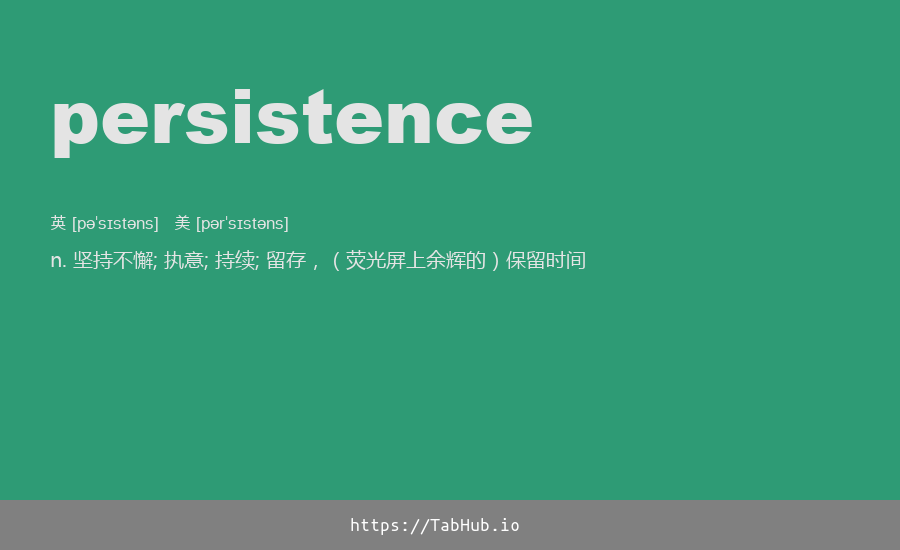 persistence
英 [pəˈsɪstəns] 美 [pərˈsɪstəns]
n. 坚持不懈; 执意; 持续; 留存，（荧光屏上余辉的）保留时间
https://TabHub.io